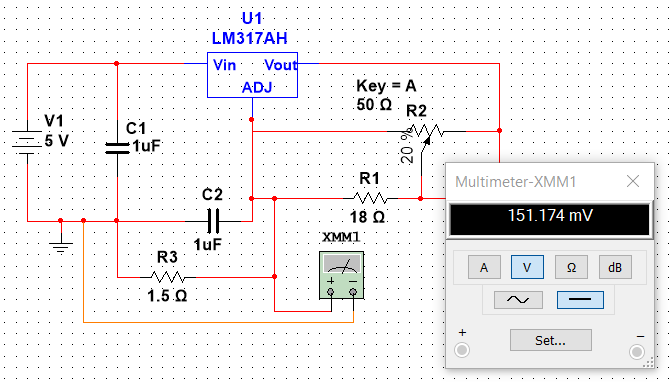 U1
LM317AH
Vin Vout
ADJ
Key = A
50 Ω
R2
20 %
V1
5 V
C1
1uF
C2
1uF
R1
18 Ω
R3
1.5 Ω
XMM1
+ −
Multimeter-XMM1
151.174 mV
A V Ω dB
+ −
Set...